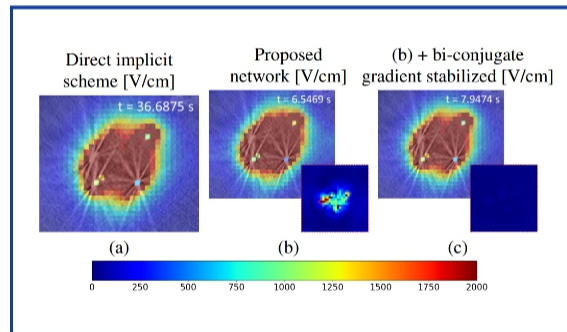 Direct implicit
scheme [V/cm]
Proposed
network [V/cm]
(b) + bi-conjugate
gradient stabilized [V/cm]
t = 36.6875 s
t = 6.5469 s
t = 7.9474 s
(a)
(b)
(c)
0 250 500 750 1000 1250 1500 1750 2000